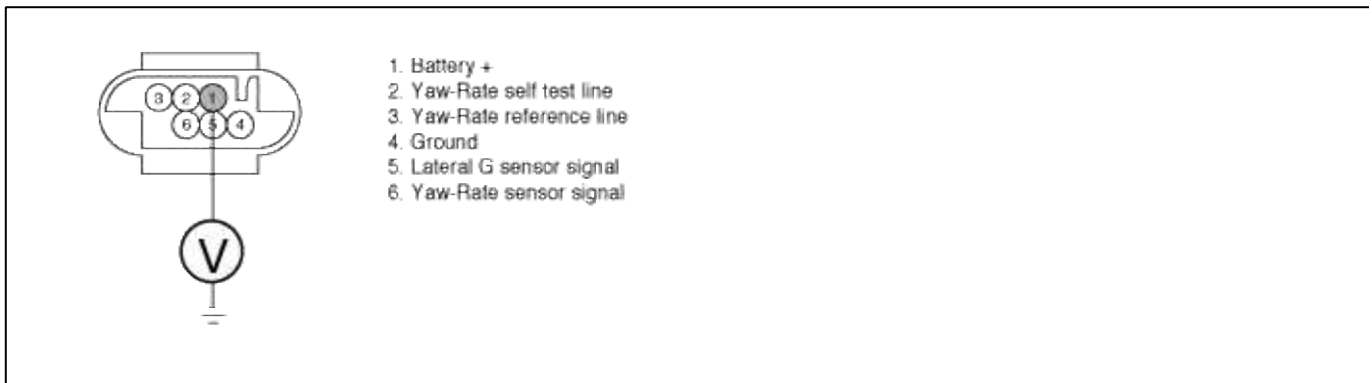 1. Battery +
2. Yaw-Rate self test line
3. Yaw-Rate reference line
4. Ground
5. Lateral G sensor signal
6. Yaw-Rate sensor signal
3 2 1
6 5 4
V